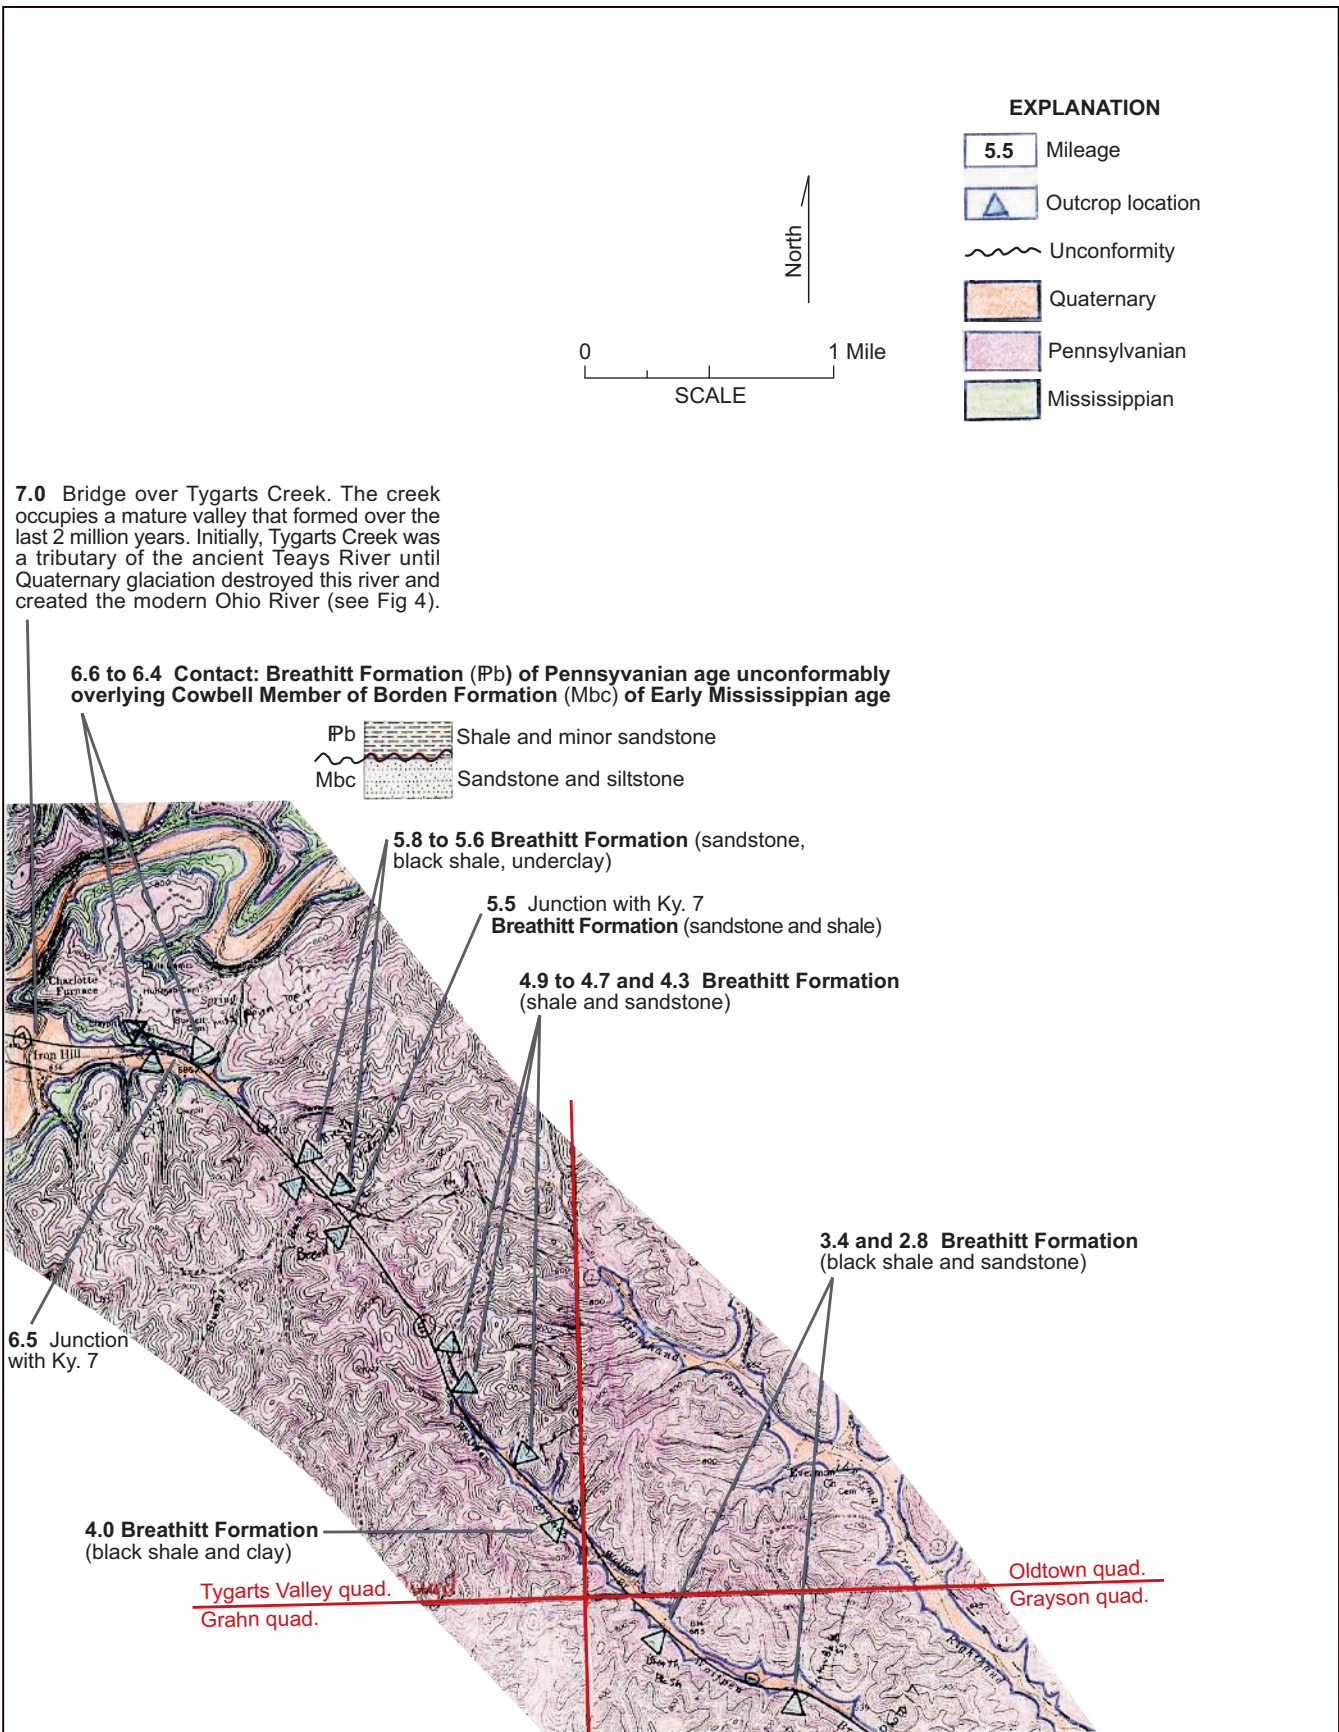 EXPLANATION
5.5 Mileage
Outcrop location
Unconformity
Quaternary
Pennsylvanian
Mississippian
North
0 1 Mile
SCALE
7.0 Bridge over Tygarts Creek. The creek
occupies a mature valley that formed over the
last 2 million years. Initially, Tygarts Creek was
a tributary of the ancient Teays River until
Quaternary glaciation destroyed this river and
created the modern Ohio River (see Fig 4).
6.6 to 6.4 Contact: Breathitt Formation (ℙb) of Pennsyvanian age unconformably
overlying Cowbell Member of Borden Formation (Mbc) of Early Mississippian age
ℙb Shale and minor sandstone
Mbc Sandstone and siltstone
5.8 to 5.6 Breathitt Formation (sandstone,
black shale, underclay)
5.5 Junction with Ky. 7
Breathitt Formation (sandstone and shale)
4.9 to 4.7 and 4.3 Breathitt Formation
(shale and sandstone)
Charlotte
Furnace
Spring
Iron Hill
3.4 and 2.8 Breathitt Formation
(black shale and sandstone)
6.5 Junction
with Ky. 7
Righthand
Fork
Everman
Ch
Cem
4.0 Breathitt Formation
(black shale and clay)
Tygarts Valley quad.
Grahn quad.
Oldtown quad.
Grayson quad.